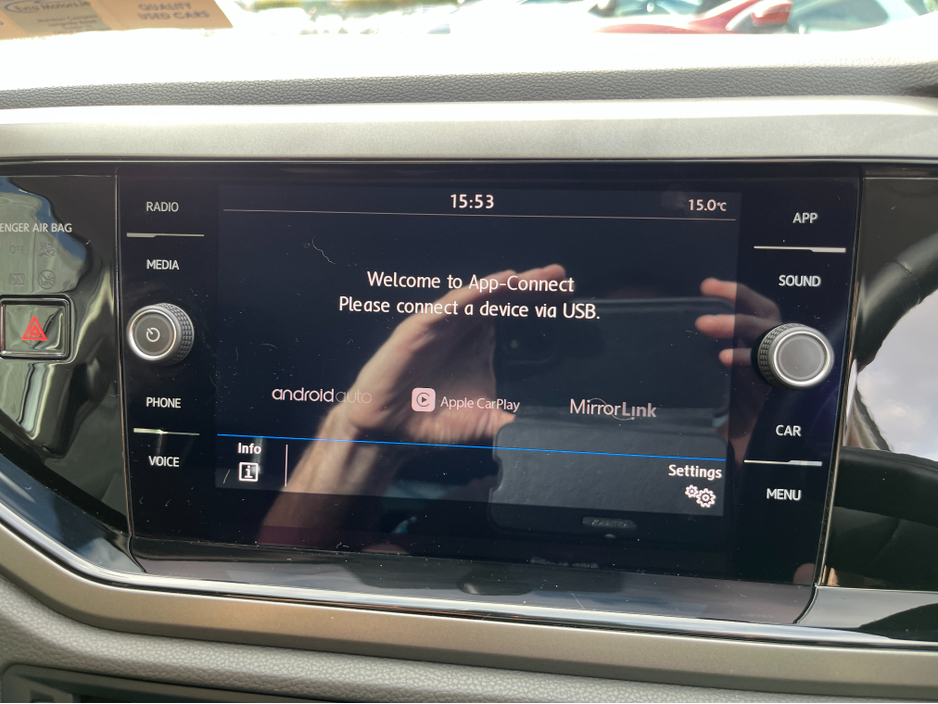 QUALITY
USED CARS
15:53
15.0°C
RADIO
MEDIA
PHONE
VOICE
APP
SOUND
CAR
MENU
ENGER AIR BAG
Welcome to App-Connect
Please connect a device via USB.
androidauto
Apple CarPlay
MirrorLink
Info
i
Settings